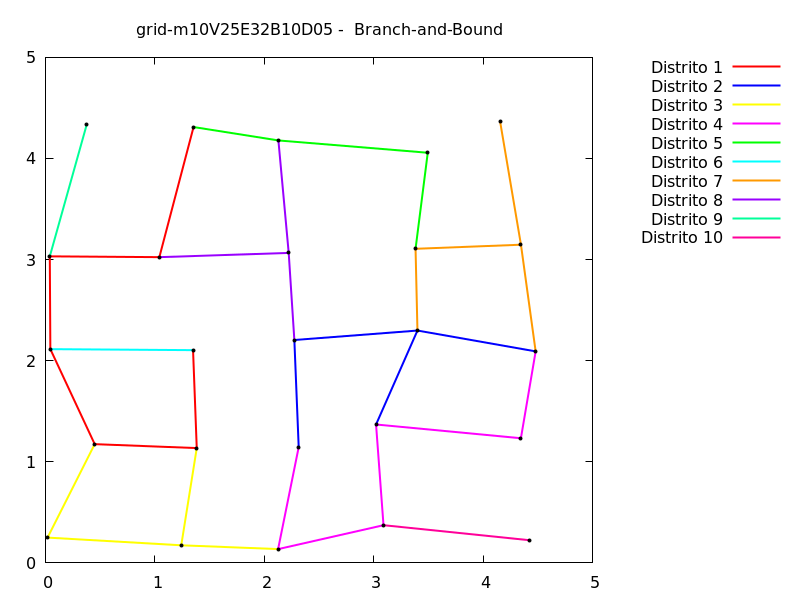 grid-m10V25E32B10D05 -  Branch-and-Bound
Distrito 1
Distrito 2
Distrito 3
Distrito 4
Distrito 5
Distrito 6
Distrito 7
Distrito 8
Distrito 9
Distrito 10
5
4
3
2
1
0
0 1 2 3 4 5